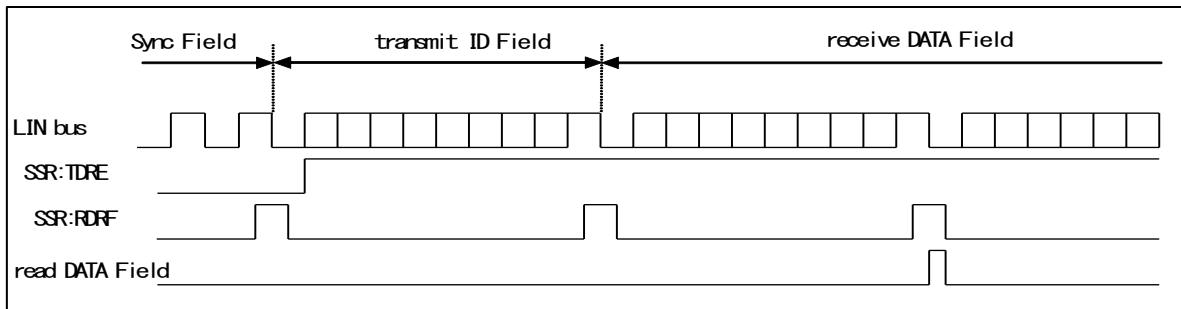 Sync Field
transmit ID Field
receive DATA Field
LIN bus
SSR:TDRE
SSR:RDRF
read DATA Field